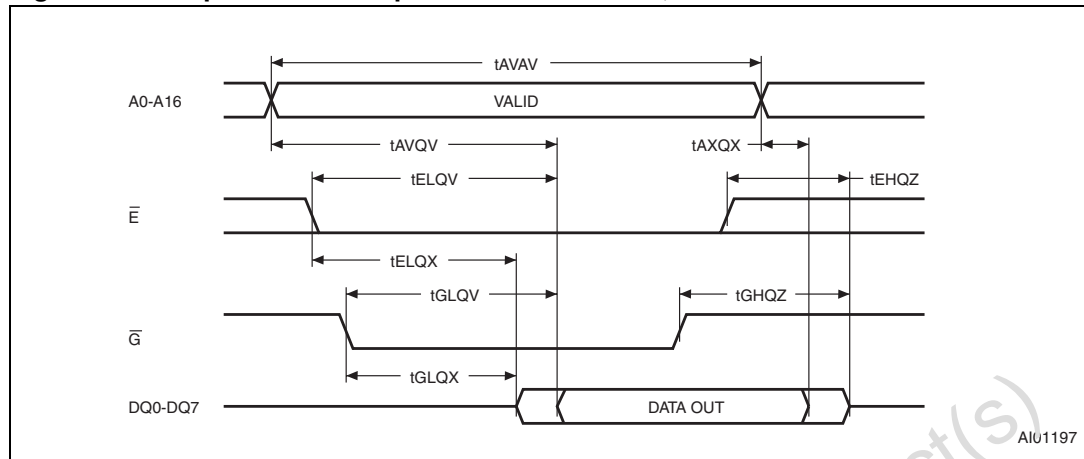 tAVAV
A0-A16
VALID
tAVQV
tAXQX
tELQV
tEHQZ
E̅
tELQX
tGLQV
tGHQZ
G̅
tGLQX
DQ0-DQ7
DATA OUT
AI01197